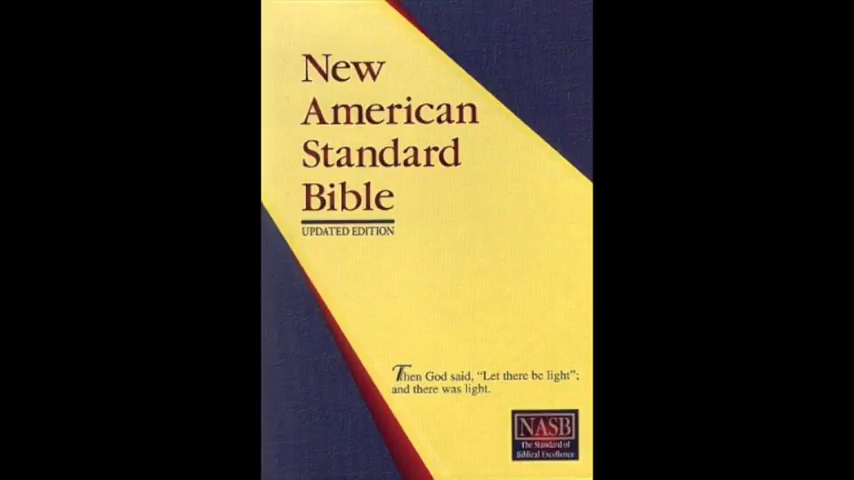 New
American
Standard
Bible
UPDATED EDITION
Then God said, “Let there be light”;
and there was light.
NASB
The Standard of
Biblical Excellence